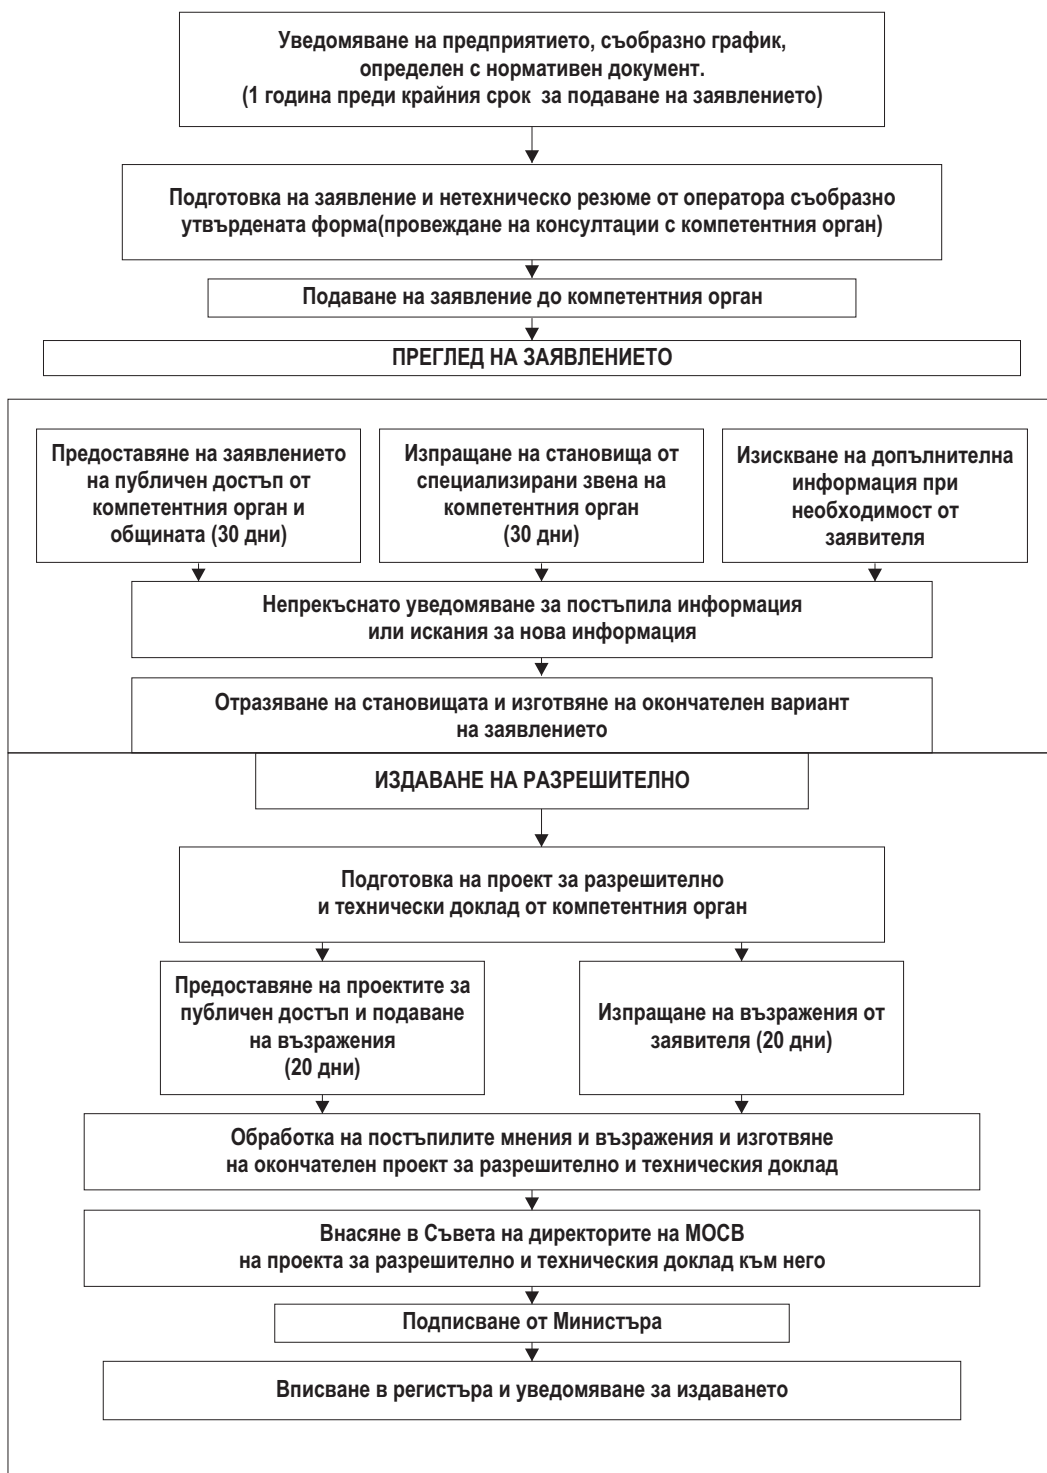 Уведомяване на предприятието, съобразно график,
определен с нормативен документ.
(1 година преди крайния срок за подаване на заявлението)
Подготовка на заявление и нетехническо резюме от оператора съобразно
утвърдената форма(провеждане на консултации с компетентния орган)
Подаване на заявление до компетентния орган
ПРЕГЛЕД НА ЗАЯВЛЕНИЕТО
Предоставяне на заявлението
на публичен достъп от
компетентния орган и
общината (30 дни)
Изпращане на становища от
специализирани звена на
компетентния орган
(30 дни)
Изискване на допълнителна
информация при
необходимост от
заявителя
Непрекъснато уведомяване за постъпила информация
или искания за нова информация
Отразяване на становищата и изготвяне на окончателен вариант
на заявлението
ИЗДАВАНЕ НА РАЗРЕШИТЕЛНО
Подготовка на проект за разрешително
и технически доклад от компетентния орган
Предоставяне на проектите за
публичен достъп и подаване
на възражения
(20 дни)
Изпращане на възражения от
заявителя (20 дни)
Обработка на постъпилите мнения и възражения и изготвяне
на окончателен проект за разрешително и техническия доклад
Внасяне в Съвета на директорите на МОСВ
на проекта за разрешително и техническия доклад към него
Подписване от Министъра
Вписване в регистъра и уведомяване за издаването